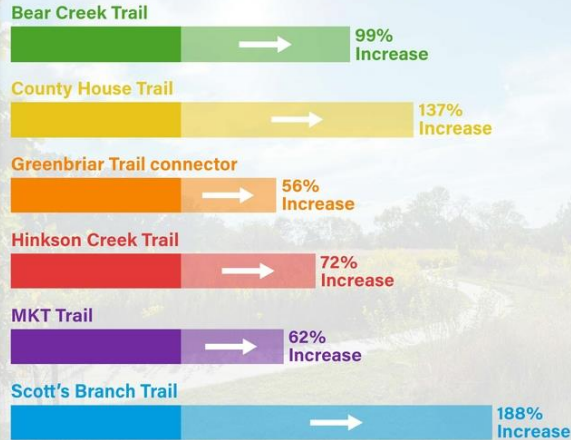 Bear Creek Trail
99%
Increase
County House Trail
137%
Increase
Greenbriar Trail connector
56%
Increase
Hinkson Creek Trail
72%
Increase
MKT Trail
62%
Increase
Scott's Branch Trail
188%
Increase